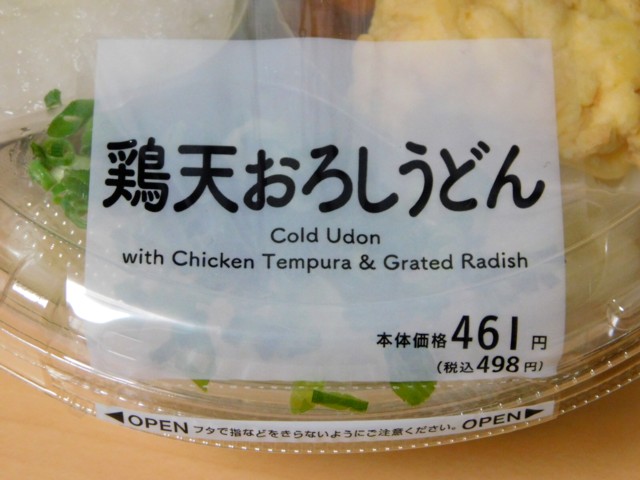 鶏天おろしうどん
Cold Udon
with Chicken Tempura & Grated Radish
本体価格461円
(税込498円)
◀OPEN フタで指などをきらないようにご注意ください。 OPEN▶